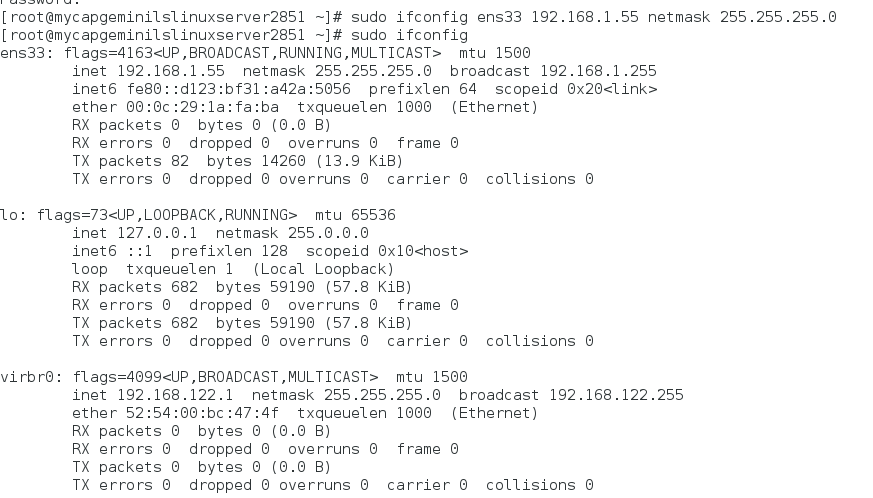 Password:
[root@mycapgeminilslinuxserver2851 ~]# sudo ifconfig ens33 192.168.1.55 netmask 255.255.255.0
[root@mycapgeminilslinuxserver2851 ~]# sudo ifconfig
ens33: flags=4163<UP,BROADCAST,RUNNING,MULTICAST>  mtu 1500
        inet 192.168.1.55  netmask 255.255.255.0  broadcast 192.168.1.255
        inet6 fe80::d123:bf31:a42a:5056  prefixlen 64  scopeid 0x20<link>
        ether 00:0c:29:1a:fa:ba  txqueuelen 1000  (Ethernet)
        RX packets 0  bytes 0 (0.0 B)
        RX errors 0  dropped 0  overruns 0  frame 0
        TX packets 82  bytes 14260 (13.9 KiB)
        TX errors 0  dropped 0 overruns 0  carrier 0  collisions 0

lo: flags=73<UP,LOOPBACK,RUNNING>  mtu 65536
        inet 127.0.0.1  netmask 255.0.0.0
        inet6 ::1  prefixlen 128  scopeid 0x10<host>
        loop  txqueuelen 1  (Local Loopback)
        RX packets 682  bytes 59190 (57.8 KiB)
        RX errors 0  dropped 0  overruns 0  frame 0
        TX packets 682  bytes 59190 (57.8 KiB)
        TX errors 0  dropped 0 overruns 0  carrier 0  collisions 0

virbr0: flags=4099<UP,BROADCAST,MULTICAST>  mtu 1500
        inet 192.168.122.1  netmask 255.255.255.0  broadcast 192.168.122.255
        ether 52:54:00:bc:47:4f  txqueuelen 1000  (Ethernet)
        RX packets 0  bytes 0 (0.0 B)
        RX errors 0  dropped 0  overruns 0  frame 0
        TX packets 0  bytes 0 (0.0 B)
        TX errors 0  dropped 0 overruns 0  carrier 0  collisions 0